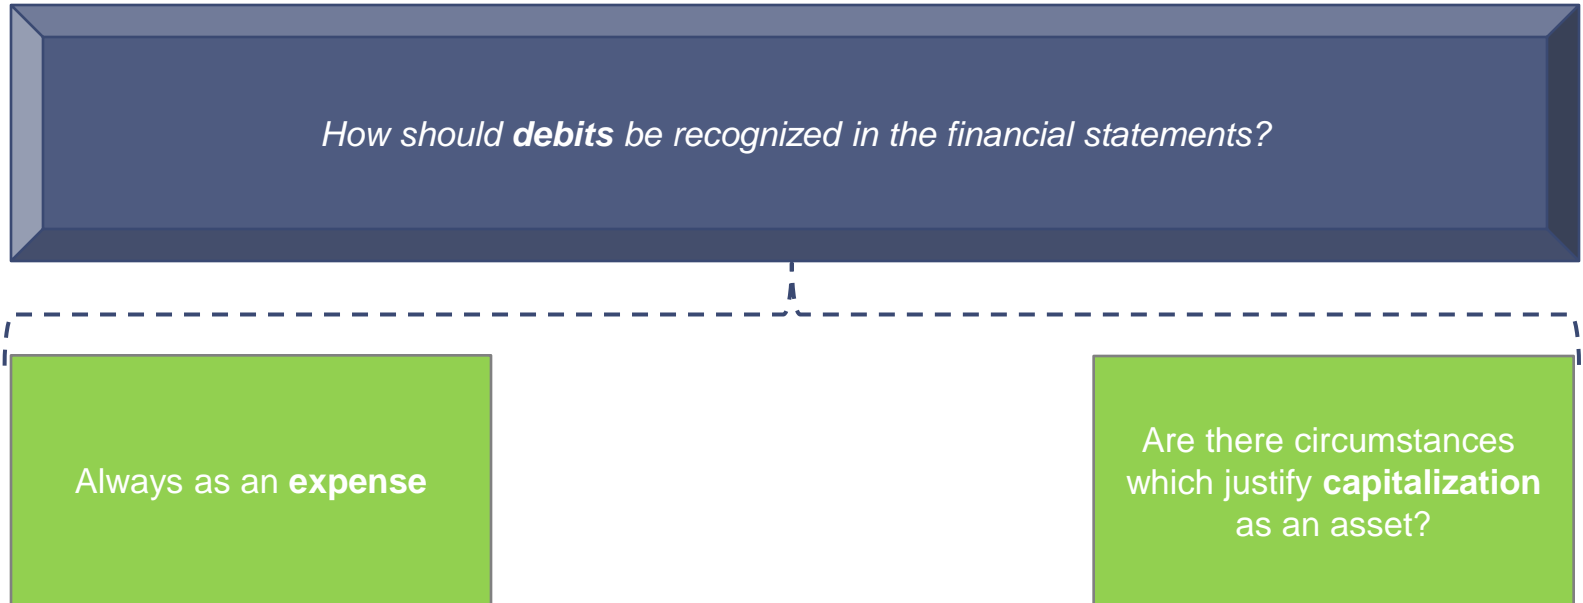 How should debits be recognized in the financial statements?
Always as an expense
Are there circumstances
which justify capitalization
as an asset?